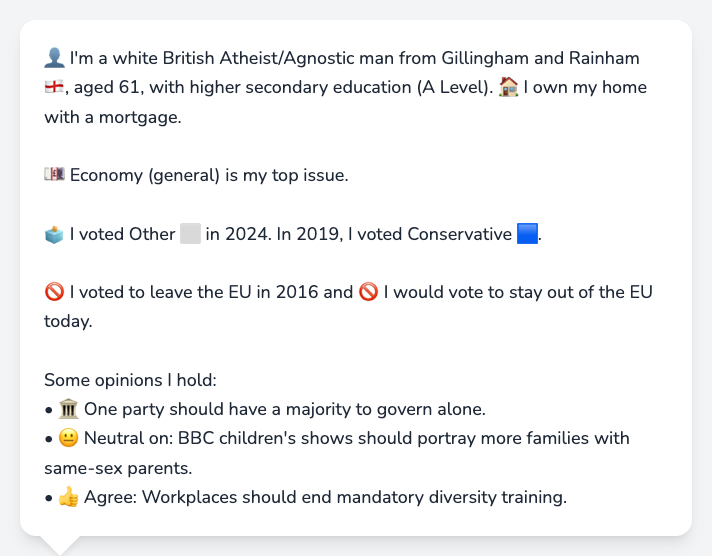 👤 I'm a white British Atheist/Agnostic man from Gillingham and Rainham
🏴󠁧󠁢󠁥󠁮󠁧󠁿, aged 61, with higher secondary education (A Level). 🏠 I own my home
with a mortgage.
💷 Economy (general) is my top issue.
🗳️ I voted Other ⬜ in 2024. In 2019, I voted Conservative 🟦.
🚫 I voted to leave the EU in 2016 and 🚫 I would vote to stay out of the EU
today.
Some opinions I hold:
• 🏛️ One party should have a majority to govern alone.
• 😐 Neutral on: BBC children's shows should portray more families with
same-sex parents.
• 👍 Agree: Workplaces should end mandatory diversity training.